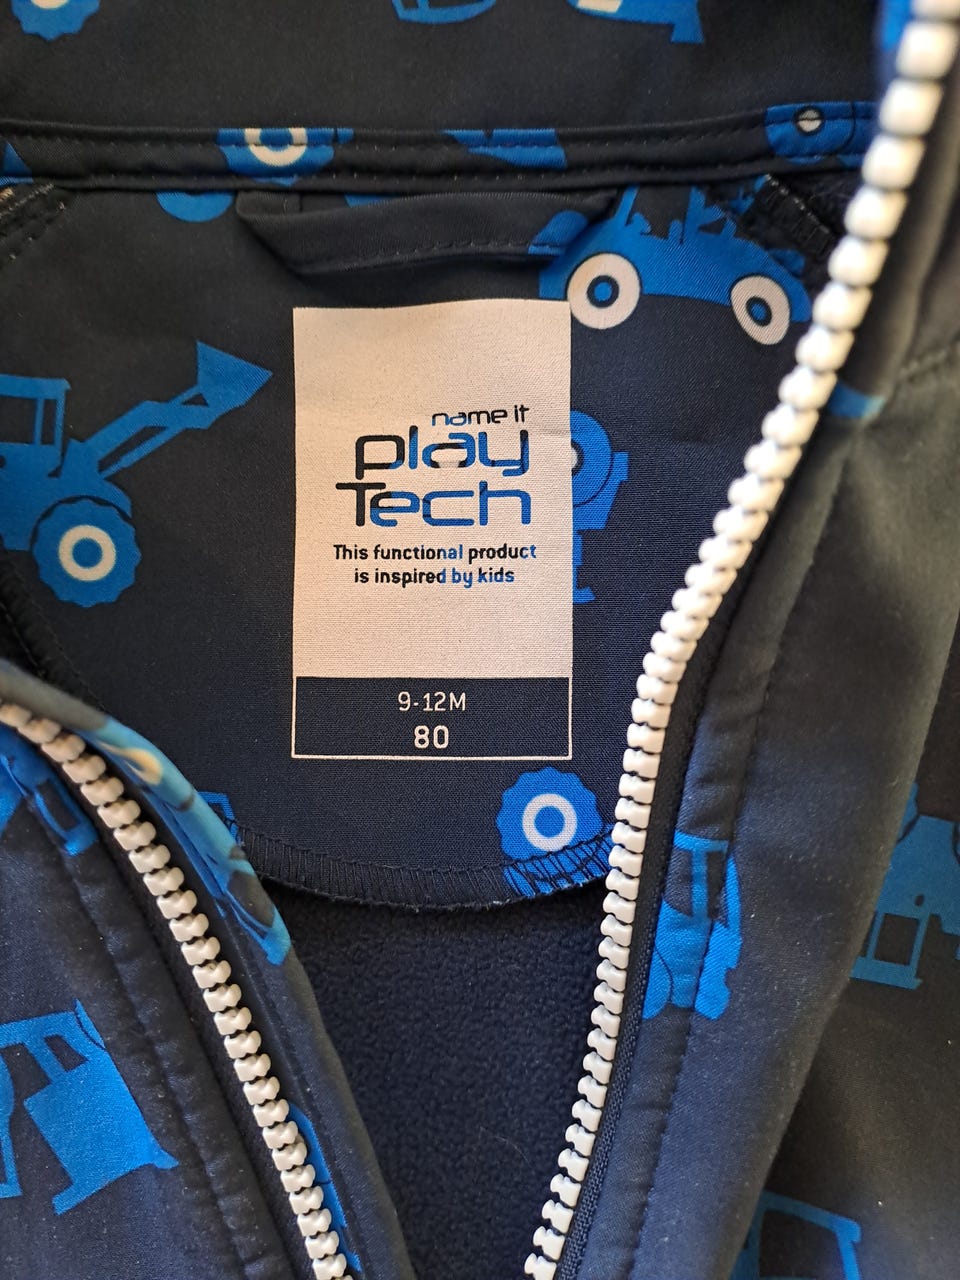 name it
play
Tech
This functional product
is inspired by kids
9-12M
80